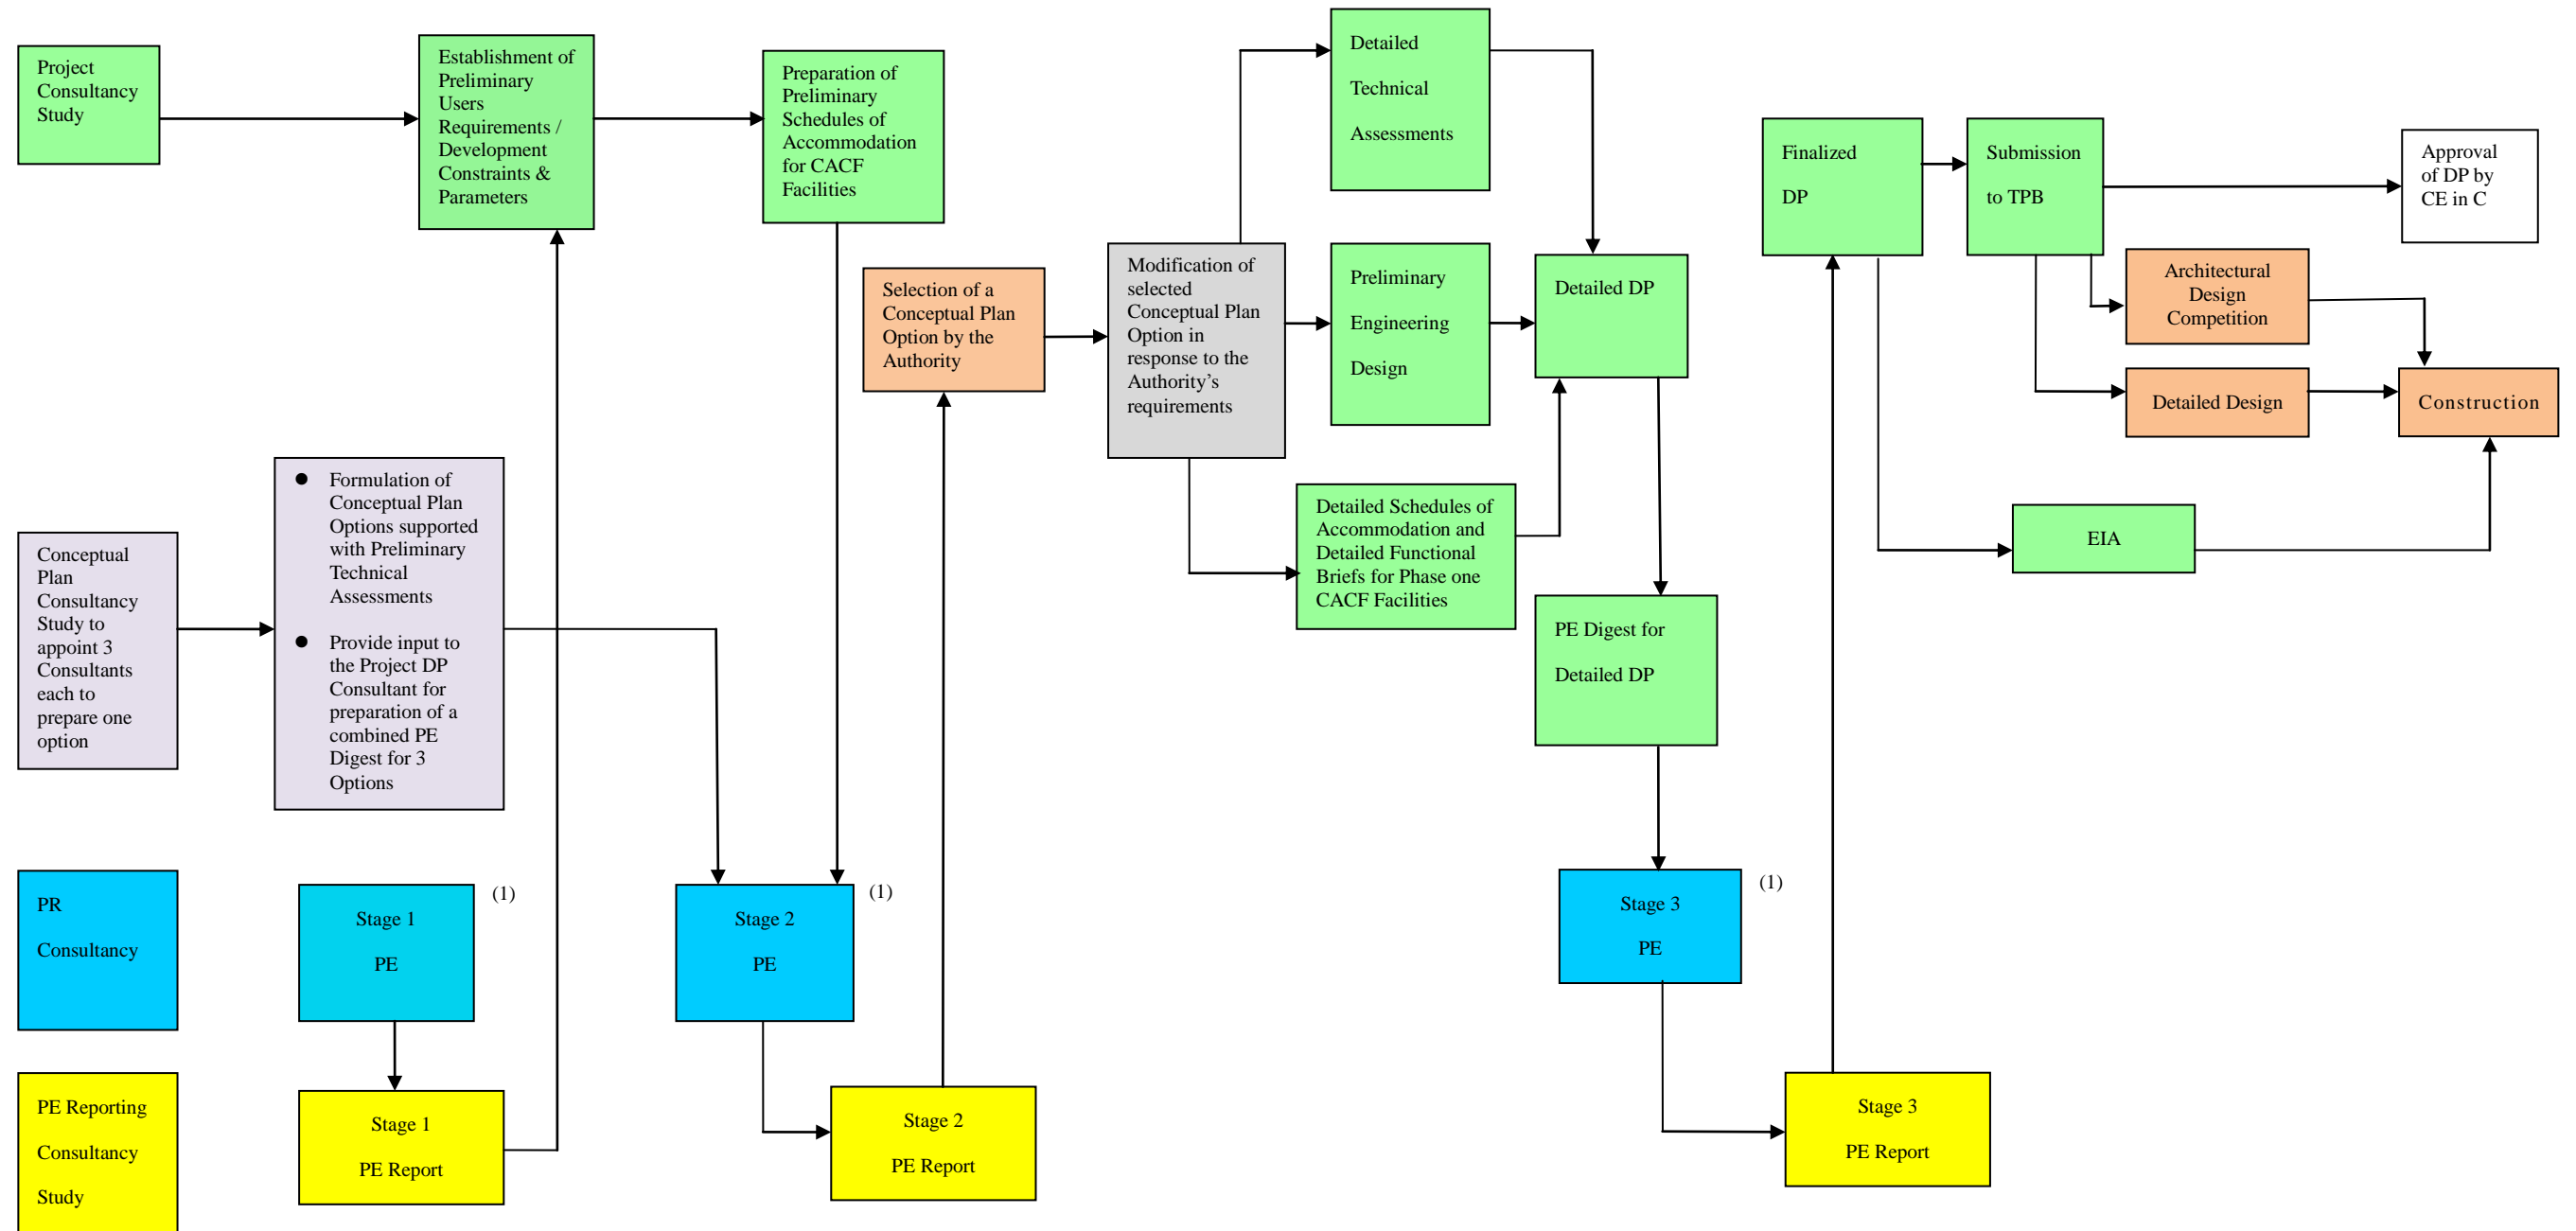 Project
Consultancy
Study
Establishment of
Preliminary
Users
Requirements /
Development
Constraints &
Parameters
Preparation of
Preliminary
Schedules of
Accommodation
for CACF
Facilities
Selection of a
Conceptual Plan
Option by the
Authority
Modification of
selected
Conceptual Plan
Option in
response to the
Authority’s
requirements
Detailed
Technical
Assessments
Preliminary
Engineering
Design
Detailed Schedules of
Accommodation and
Detailed Functional
Briefs for Phase one
CACF Facilities
Detailed DP
PE Digest for
Detailed DP
Finalized
DP
Submission
to TPB
Approval
of DP by
CE in C
Architectural
Design
Competition
Detailed Design
Construction
EIA
Conceptual
Plan
Consultancy
Study to
appoint 3
Consultants
each to
prepare one
option
● Formulation of
Conceptual Plan
Options supported
with Preliminary
Technical
Assessments
● Provide input to
the Project DP
Consultant for
preparation of a
combined PE
Digest for 3
Options
PR
Consultancy
Stage 1
PE
(1)
Stage 2
PE
(1)
Stage 3
PE
(1)
PE Reporting
Consultancy
Study
Stage 1
PE Report
Stage 2
PE Report
Stage 3
PE Report